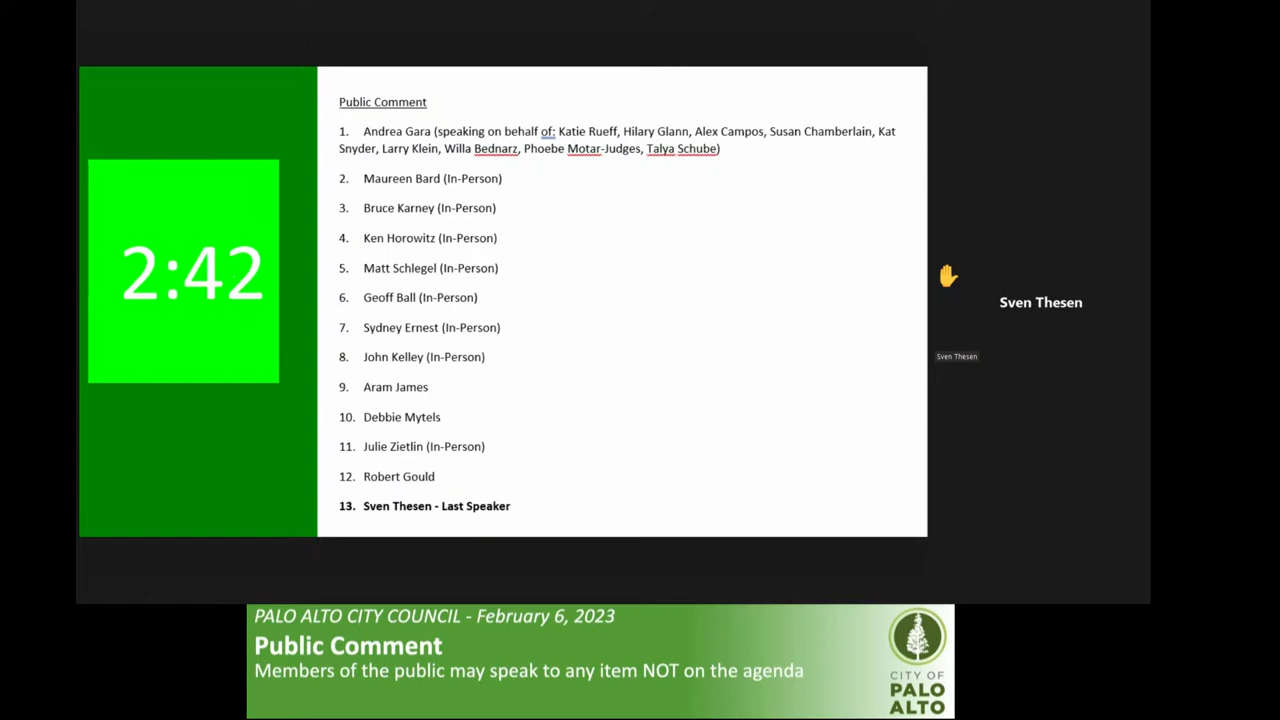 Public Comment
1. Andrea Gara (speaking on behalf of: Katie Rueff, Hilary Glann, Alex Campos, Susan Chamberlain, Kat
Snyder, Larry Klein, Willa Bednarz, Phoebe Motar-Judges, Talya Schube)
2. Maureen Bard (In-Person)
3. Bruce Karney (In-Person)
4. Ken Horowitz (In-Person)
5. Matt Schlegel (In-Person)
6. Geoff Ball (In-Person)
7. Sydney Ernest (In-Person)
8. John Kelley (In-Person)
9. Aram James
10. Debbie Mytels
11. Julie Zietlin (In-Person)
12. Robert Gould
13. Sven Thesen - Last Speaker
2:42
Sven Thesen
Sven Thesen
PALO ALTO CITY COUNCIL - February 6, 2023
Public Comment
Members of the public may speak to any item NOT on the agenda
CITY OF
PALO
ALTO